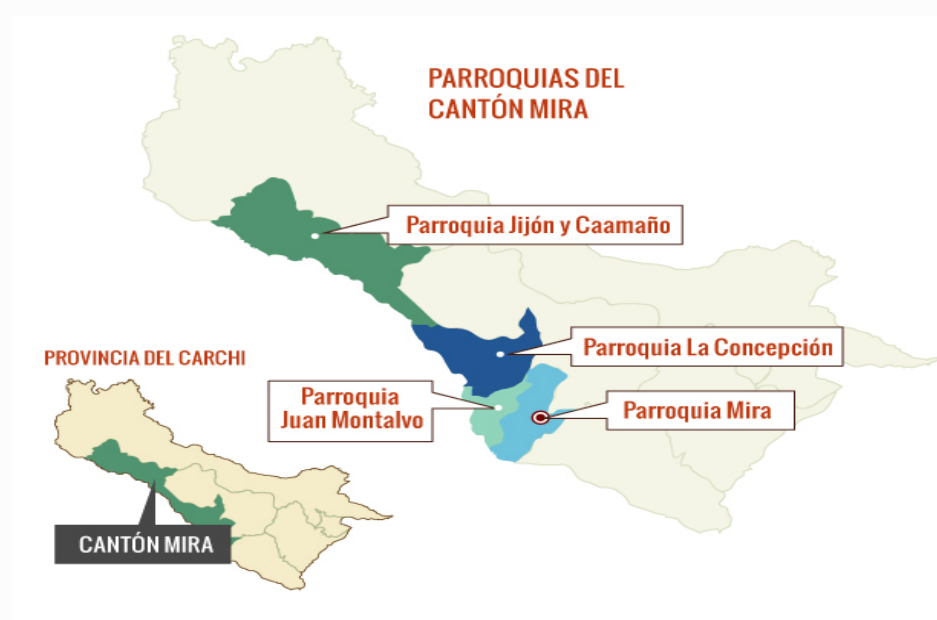 PARROQUIAS DEL
CANTÓN MIRA
Parroquia Jijón y Caamaño
Parroquia La Concepción
PROVINCIA DEL CARCHI
Parroquia
Juan Montalvo
Parroquia Mira
CANTÓN MIRA